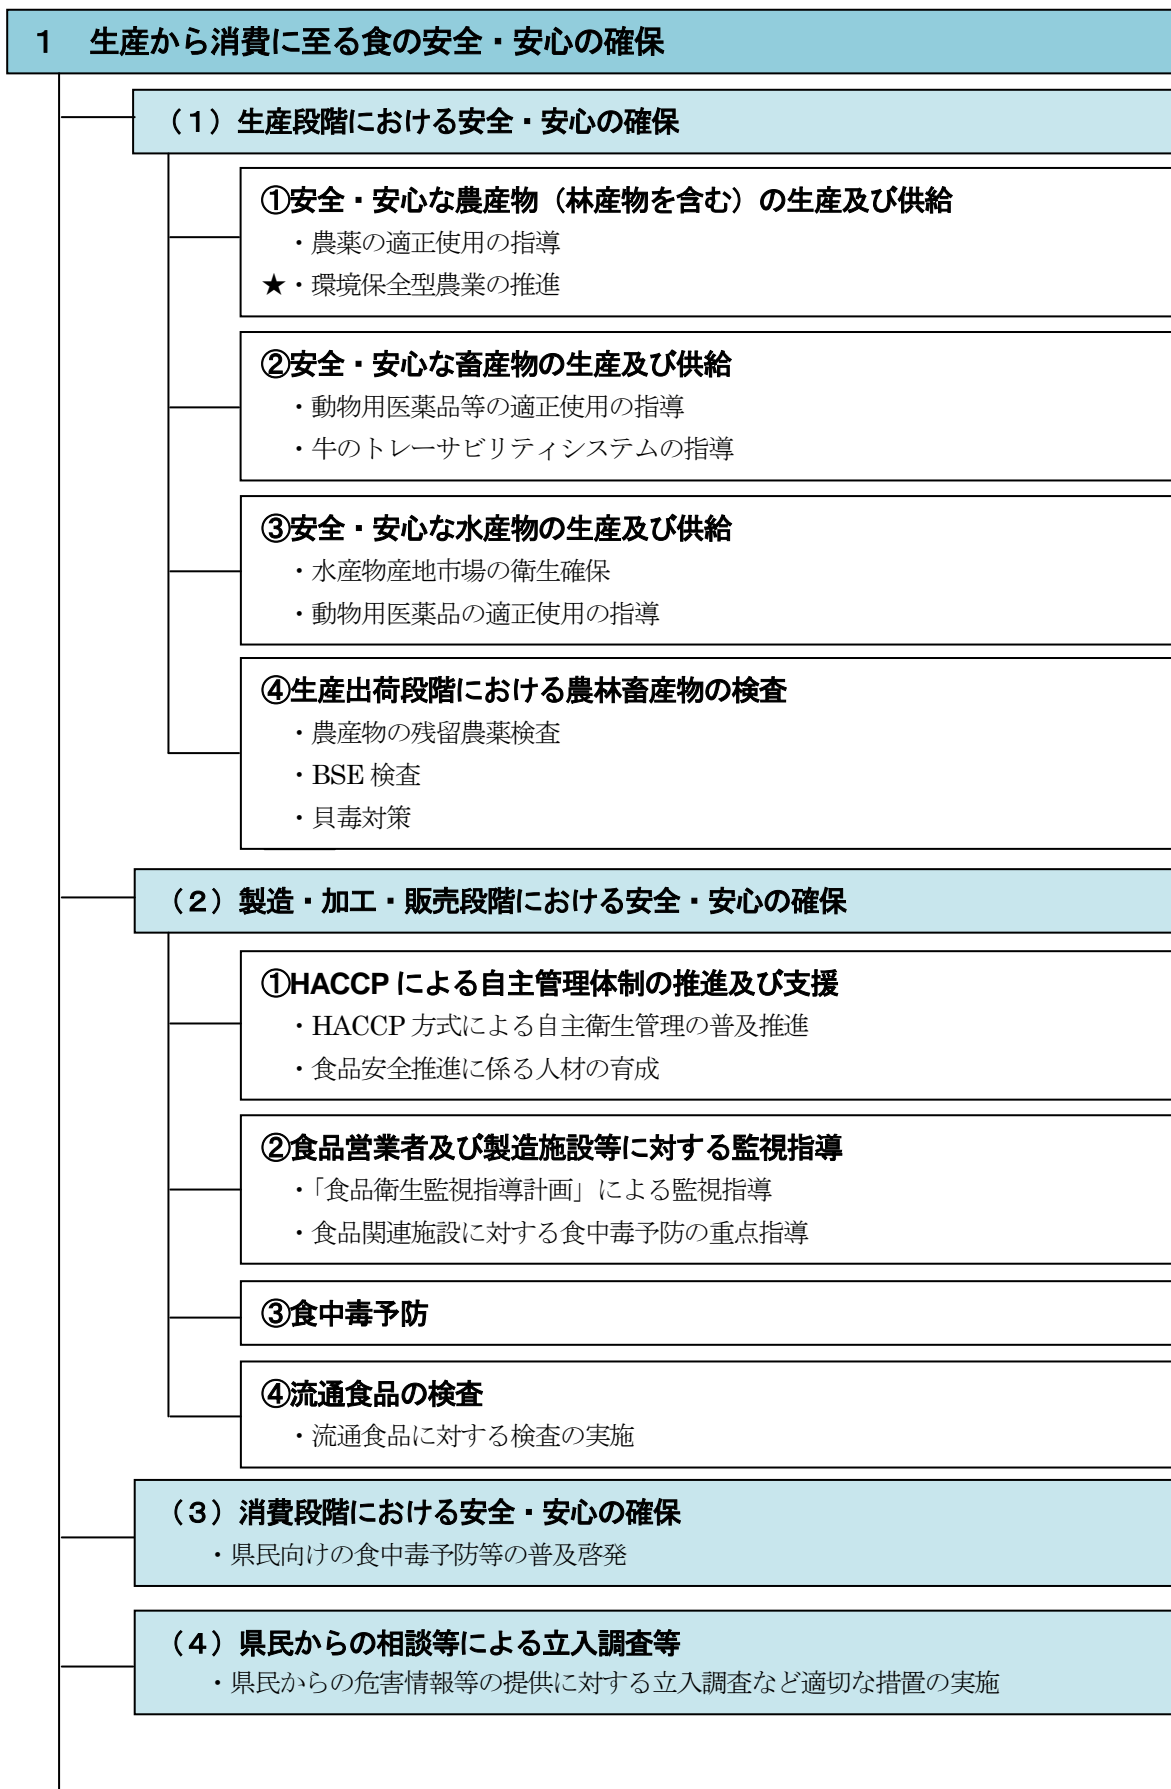 １　生産から消費に至る食の安全・安心の確保
（１）生産段階における安全・安心の確保
①安全・安心な農産物（林産物を含む）の生産及び供給
・農薬の適正使用の指導
★・環境保全型農業の推進
②安全・安心な畜産物の生産及び供給
・動物用医薬品等の適正使用の指導
・牛のトレーサビリティシステムの指導
③安全・安心な水産物の生産及び供給
・水産物産地市場の衛生確保
・動物用医薬品の適正使用の指導
④生産出荷段階における農林畜産物の検査
・農産物の残留農薬検査
・BSE 検査
・貝毒対策
（２）製造・加工・販売段階における安全・安心の確保
①HACCP による自主管理体制の推進及び支援
・HACCP 方式による自主衛生管理の普及推進
・食品安全推進に係る人材の育成
②食品営業者及び製造施設等に対する監視指導
・「食品衛生監視指導計画」による監視指導
・食品関連施設に対する食中毒予防の重点指導
③食中毒予防
④流通食品の検査
・流通食品に対する検査の実施
（３）消費段階における安全・安心の確保
・県民向けの食中毒予防等の普及啓発
（４）県民からの相談等による立入調査等
・県民からの危害情報等の提供に対する立入調査など適切な措置の実施